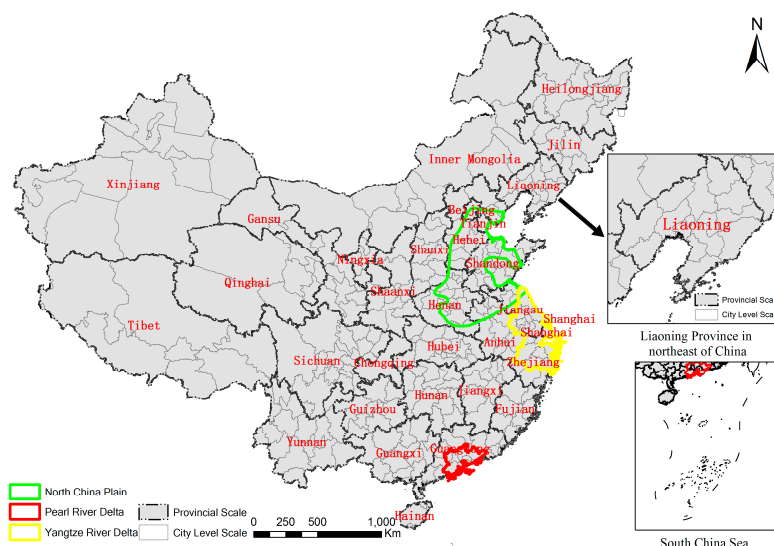 N
Heilongjiang
Jilin
Inner Mongolia
Liaoning
Xinjiang
Gansu
Beijing
Tianjin
Hebei
Shanxi
Ningxia
Shandong
Qinghai
Shaanxi
Henan
Jiangau
Shanghai
Shanghai
Tibet
Hubei
Anhui
Zhejiang
Sichuan
Chongqing
Hunan
Jiangxi
Guizhou
Fujian
Yunnan
Guangxi
Hainan
Liaoning
Provincial Sca
City Level Sca
Liaoning Province in
northeast of China
North China Plain
Pearl River Delta
Yangtze River Delta
Provincial Scale
City Level Scale
0 250 500 1,000
Km
South China Sea